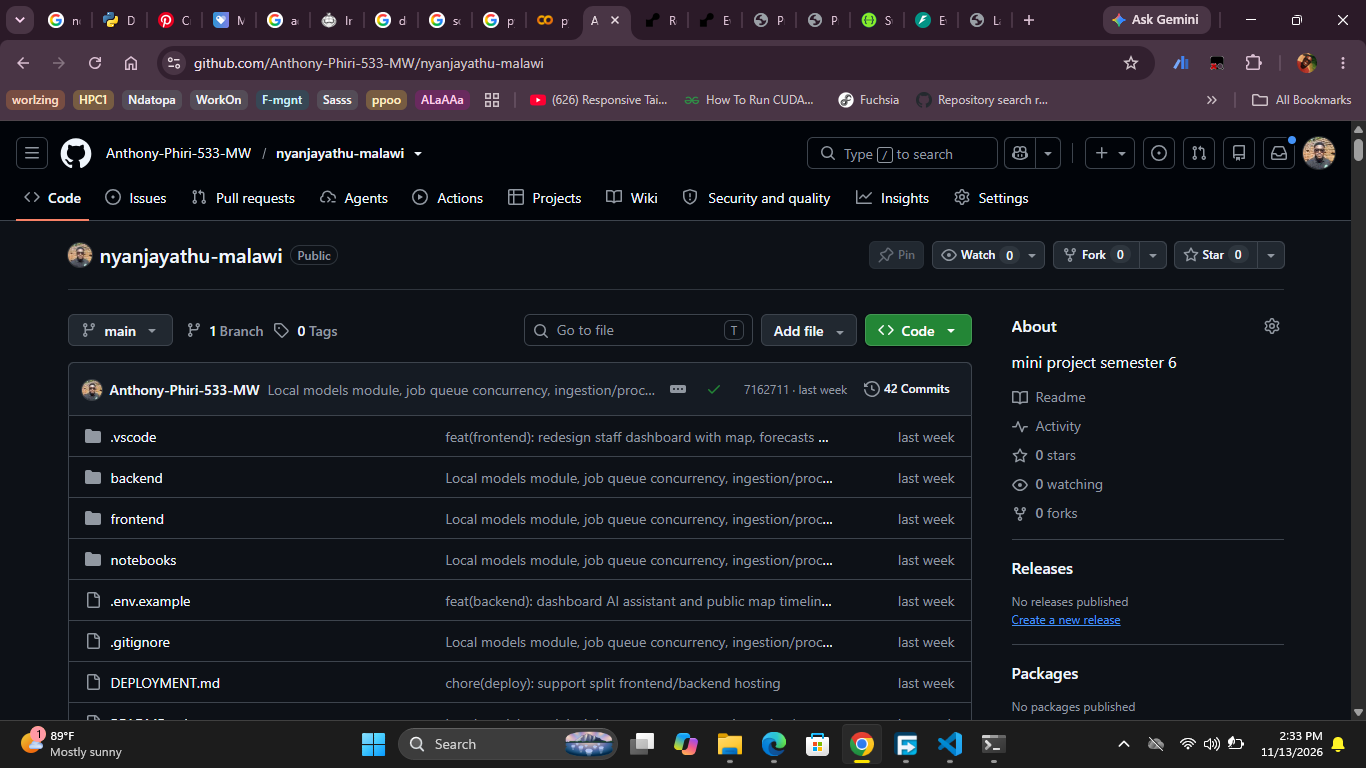 Ask Gemini
github.com/Anthony-Phiri-533-MW/nyanjayathu-malawi
worlzing HPC1 Ndatopa WorkOn F-mgnt Sasss ppoo ALaAAa (626) Responsive Tai... How To Run CUDA... Fuchsia Repository search r... » All Bookmarks
Anthony-Phiri-533-MW / nyanjayathu-malawi Type / to search
Code Issues Pull requests Agents Actions Projects Wiki Security and quality Insights Settings
nyanjayathu-malawi Public Pin Watch 0 Fork 0 Star 0
main 1 Branch 0 Tags Go to file T Add file Code
About
mini project semester 6
Readme
Activity
0 stars
0 watching
0 forks
Releases
No releases published
Create a new release
Packages
No packages published
Anthony-Phiri-533-MW Local models module, job queue concurrency, ingestion/proc... 7162711 · last week 42 Commits
.vscode feat(frontend): redesign staff dashboard with map, forecasts ... last week
backend Local models module, job queue concurrency, ingestion/proc... last week
frontend Local models module, job queue concurrency, ingestion/proc... last week
notebooks Local models module, job queue concurrency, ingestion/proc... last week
.env.example feat(backend): dashboard AI assistant and public map timelin... last week
.gitignore Local models module, job queue concurrency, ingestion/proc... last week
DEPLOYMENT.md chore(deploy): support split frontend/backend hosting last week
1
89°F
Mostly sunny
Search
2:33 PM
11/13/2026